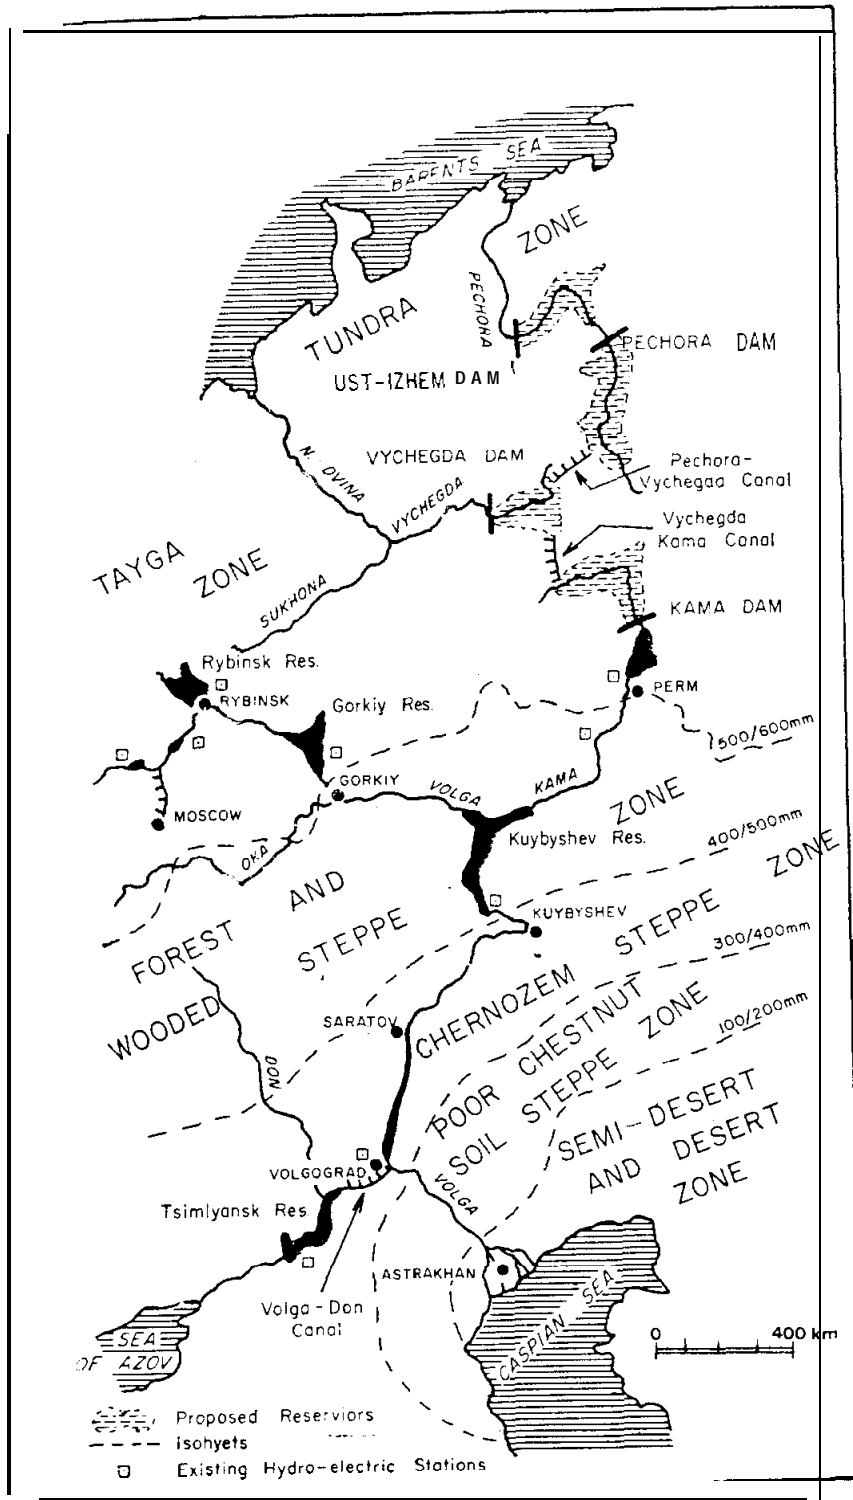 BARENTS SEA
ZONE
PECHORA
TUNDRA
PECHORA DAM
UST-IZHEM DAM
N. DVINA
VYCHEGDA DAM
VYCHEGDA
Pechora-
Vychegda Canal
Vychegda
Kama Canal
TAYGA
ZONE
SUKHONA
KAMA DAM
Rybinsk Res.
RYBINSK
Gorkiy Res.
PERM
500/600mm
GORKIY
VOLGA
KAMA
ZONE
MOSCOW
OKA
Kuybyshev Res.
400/500mm
ZONE
AND
KUYBYSHEV
STEPPE
FOREST
STEPPE
300/400mm
WOODED
SARATOV
CHERNOZEM
100/200mm
DON
POOR CHESTNUT
SOIL STEPPE ZONE
SEMI-DESERT
AND DESERT
ZONE
VOLGOGRAD
VOLGA
Tsimlyansk Res.
ASTRAKHAN
Volga-Don
Canal
CASPIAN SEA
SEA
OF AZOV
0 400 km
Proposed Reserviors
Isohyets
Existing Hydro-electric Stations